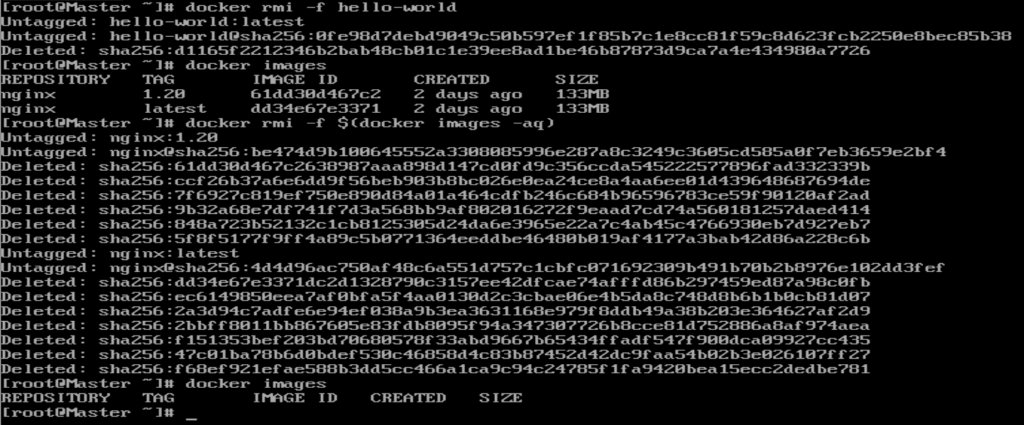 [root@Master ~]# docker rmi -f hello-world
Untagged: hello-world:latest
Untagged: hello-world@sha256:0fe98d7debd9049c50b597ef1f85b7c1e8cc81f59c8d623fcb2250e8bec85b38
Deleted: sha256:d1165f2212346b2bab48cb01c1e39ee8ad1be46b87873d9ca7a4e434980a7726
[root@Master ~]# docker images
REPOSITORY TAG IMAGE ID CREATED SIZE
nginx 1.20 61dd30d467c2 2 days ago 133MB
nginx latest dd34e67e3371 2 days ago 133MB
[root@Master ~]# docker rmi -f $(docker images -aq)
Untagged: nginx:1.20
Untagged: nginx@sha256:be474d9b100645552a3308085996e287a8c3249c3605cd585a0f7eb3659e2bf4
Deleted: sha256:61dd30d467c2638987aaa898d147cd0fd9c356ccda545222577896fad332339b
Deleted: sha256:ccf26b37a6e6dd9f56beb903b8bc026e0ea24ce8a4aa6ee01d439648687694de
Deleted: sha256:7f6927c819ef750e890d84a01a464cdfb246c684b96596783ce59f90120af2ad
Deleted: sha256:9b32a68e7df741f7d3a568bb9af802016272f9eaad7cd74a560181257daed414
Deleted: sha256:848a723b52132c1cb8125305d24da6e3965e22a7c4ab45c4766930eb7d927eb7
Deleted: sha256:5f8f5177f9ff4a89c5b0771364eeddbe46480b019af4177a3bab42d86a228c6b
Untagged: nginx:latest
Untagged: nginx@sha256:4d4d96ac750af48c6a551d757c1cbfc071692309b491b70b2b8976e102dd3fef
Deleted: sha256:dd34e67e3371dc2d1328790c3157ee42dfcae74afffd86b297459ed87a98c0fb
Deleted: sha256:ec6149850eea7af0bfa5f4aa0130d2c3cbae06e4b5da8c748d8b6b1b0cb81d07
Deleted: sha256:2a3d94c7adfe6e94ef038a9b3ea3631168e979f8ddb49a38b203e364627af2d9
Deleted: sha256:2bbff8011bb867605e83fdb8095f94a347307726b8cce81d752886a8af974aea
Deleted: sha256:f151353bef203bd70680578f33abd9667b65434ffadf547f900dca09927cc435
Deleted: sha256:47c01ba78b6d0bdef530c46858d4c83b87452d42dc9faa54b02b3e026107ff27
Deleted: sha256:f68ef921efae588b3dd5cc466a1ca9c94c24785f1fa9420bea15ecc2dedbe781
[root@Master ~]# docker images
REPOSITORY TAG IMAGE ID CREATED SIZE
[root@Master ~]# _